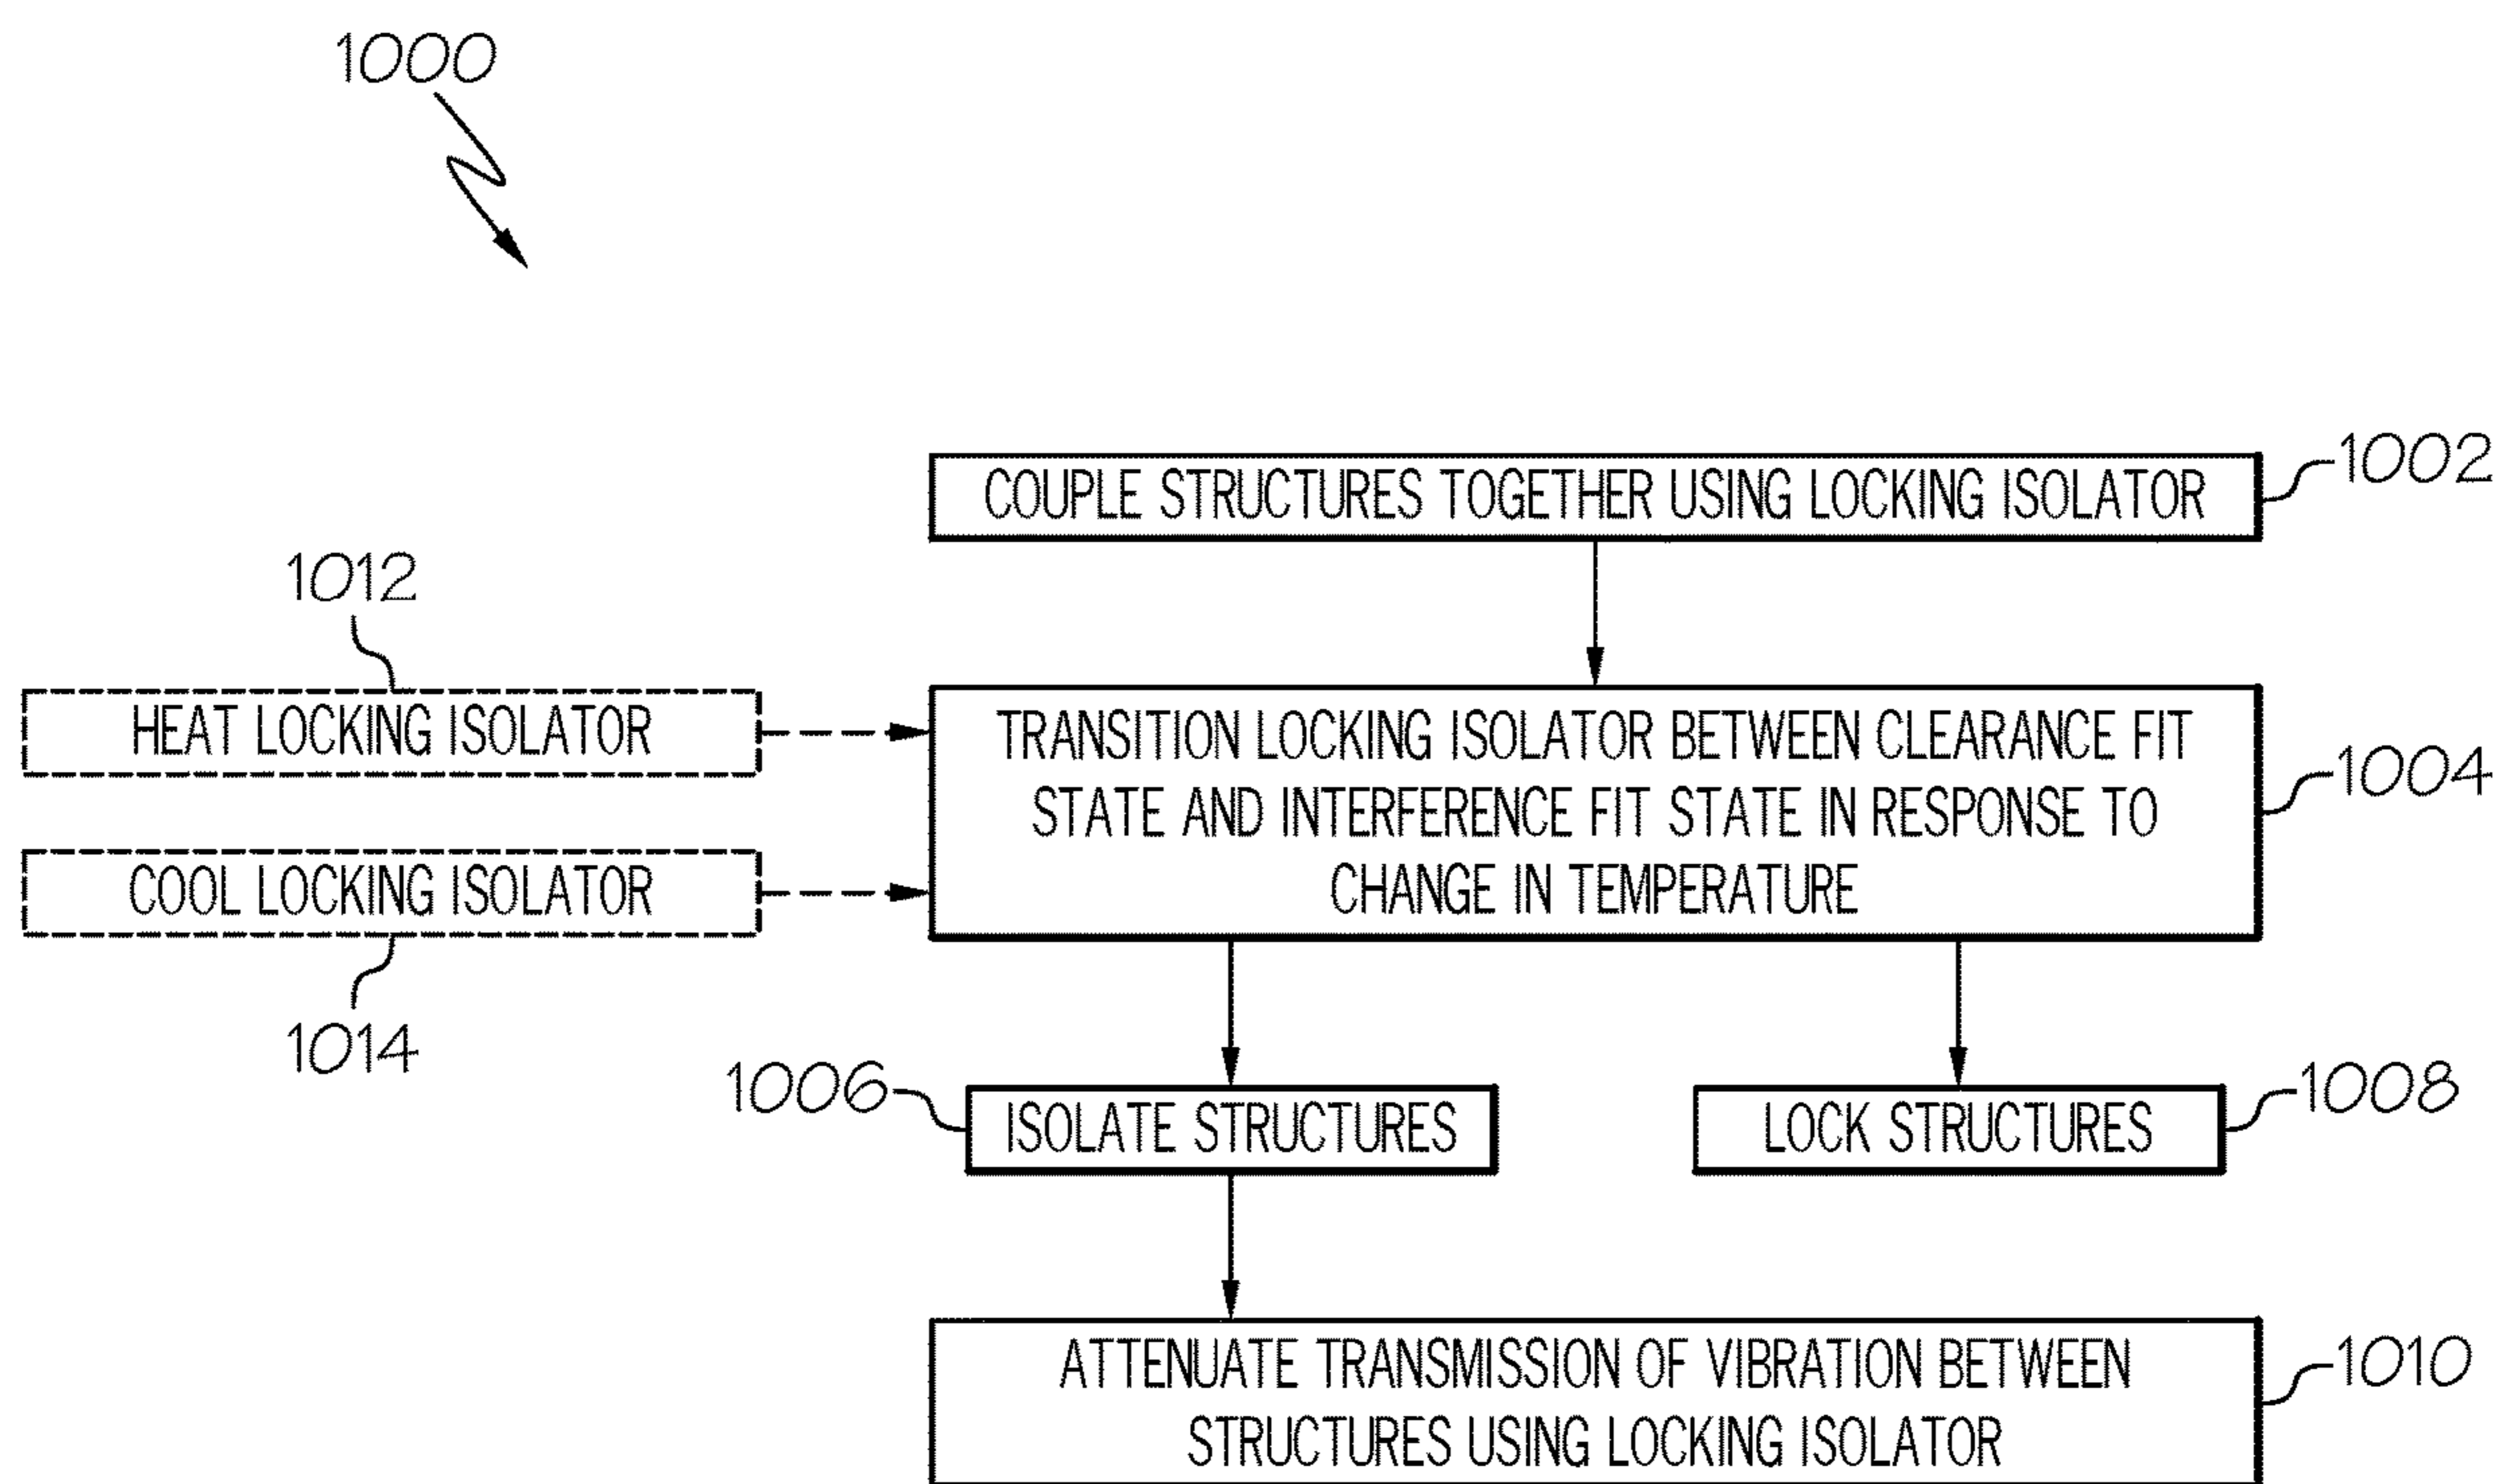 1000
COUPLE STRUCTURES TOGETHER USING LOCKING ISOLATOR
1002
1012
HEAT LOCKING ISOLATOR
TRANSITION LOCKING ISOLATOR BETWEEN CLEARANCE FIT
STATE AND INTERFERENCE FIT STATE IN RESPONSE TO
CHANGE IN TEMPERATURE
1004
COOL LOCKING ISOLATOR
1014
1006
ISOLATE STRUCTURES
LOCK STRUCTURES
1008
ATTENUATE TRANSMISSION OF VIBRATION BETWEEN
STRUCTURES USING LOCKING ISOLATOR
1010